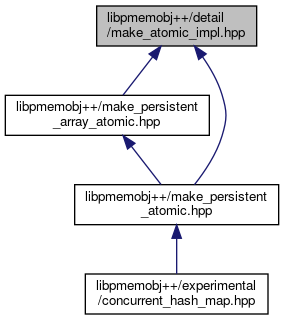 libpmemobj++/detail
/make_atomic_impl.hpp
libpmemobj++/make_persistent
_array_atomic.hpp
libpmemobj++/make_persistent
_atomic.hpp
libpmemobj++/experimental
/concurrent_hash_map.hpp